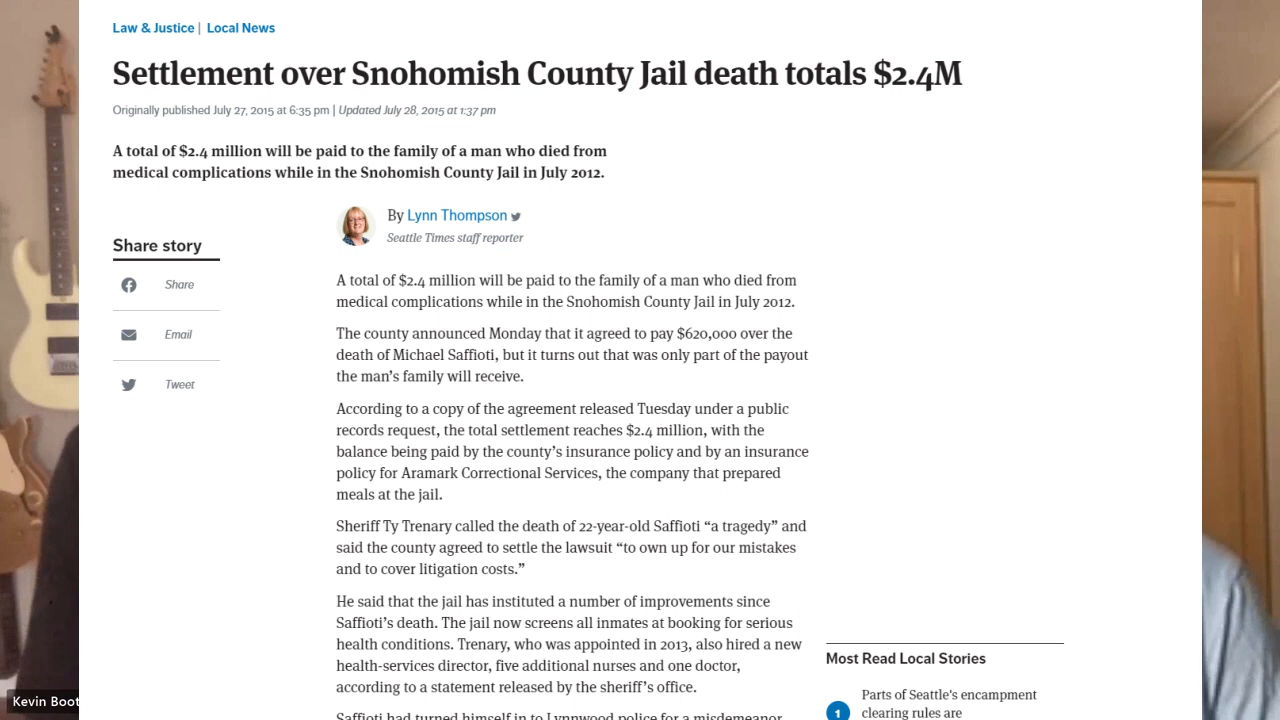 Law & Justice | Local News
Settlement over Snohomish County Jail death totals $2.4M
Originally published July 27, 2015 at 6:35 pm | Updated July 28, 2015 at 1:37 pm
A total of $2.4 million will be paid to the family of a man who died from
medical complications while in the Snohomish County Jail in July 2012.
By Lynn Thompson
Seattle Times staff reporter
Share story
Share
Email
Tweet
A total of $2.4 million will be paid to the family of a man who died from
medical complications while in the Snohomish County Jail in July 2012.
The county announced Monday that it agreed to pay $620,000 over the
death of Michael Saffioti, but it turns out that was only part of the payout
the man’s family will receive.
According to a copy of the agreement released Tuesday under a public
records request, the total settlement reaches $2.4 million, with the
balance being paid by the county’s insurance policy and by an insurance
policy for Aramark Correctional Services, the company that prepared
meals at the jail.
Sheriff Ty Trenary called the death of 22-year-old Saffioti “a tragedy” and
said the county agreed to settle the lawsuit “to own up for our mistakes
and to cover litigation costs.”
He said that the jail has instituted a number of improvements since
Saffioti’s death. The jail now screens all inmates at booking for serious
health conditions. Trenary, who was appointed in 2013, also hired a new
health-services director, five additional nurses and one doctor,
according to a statement released by the sheriff’s office.
Saffioti had turned himself in to Lynnwood police for a misdemeanor
Most Read Local Stories
1
Parts of Seattle’s encampment
clearing rules are
Kevin Boot